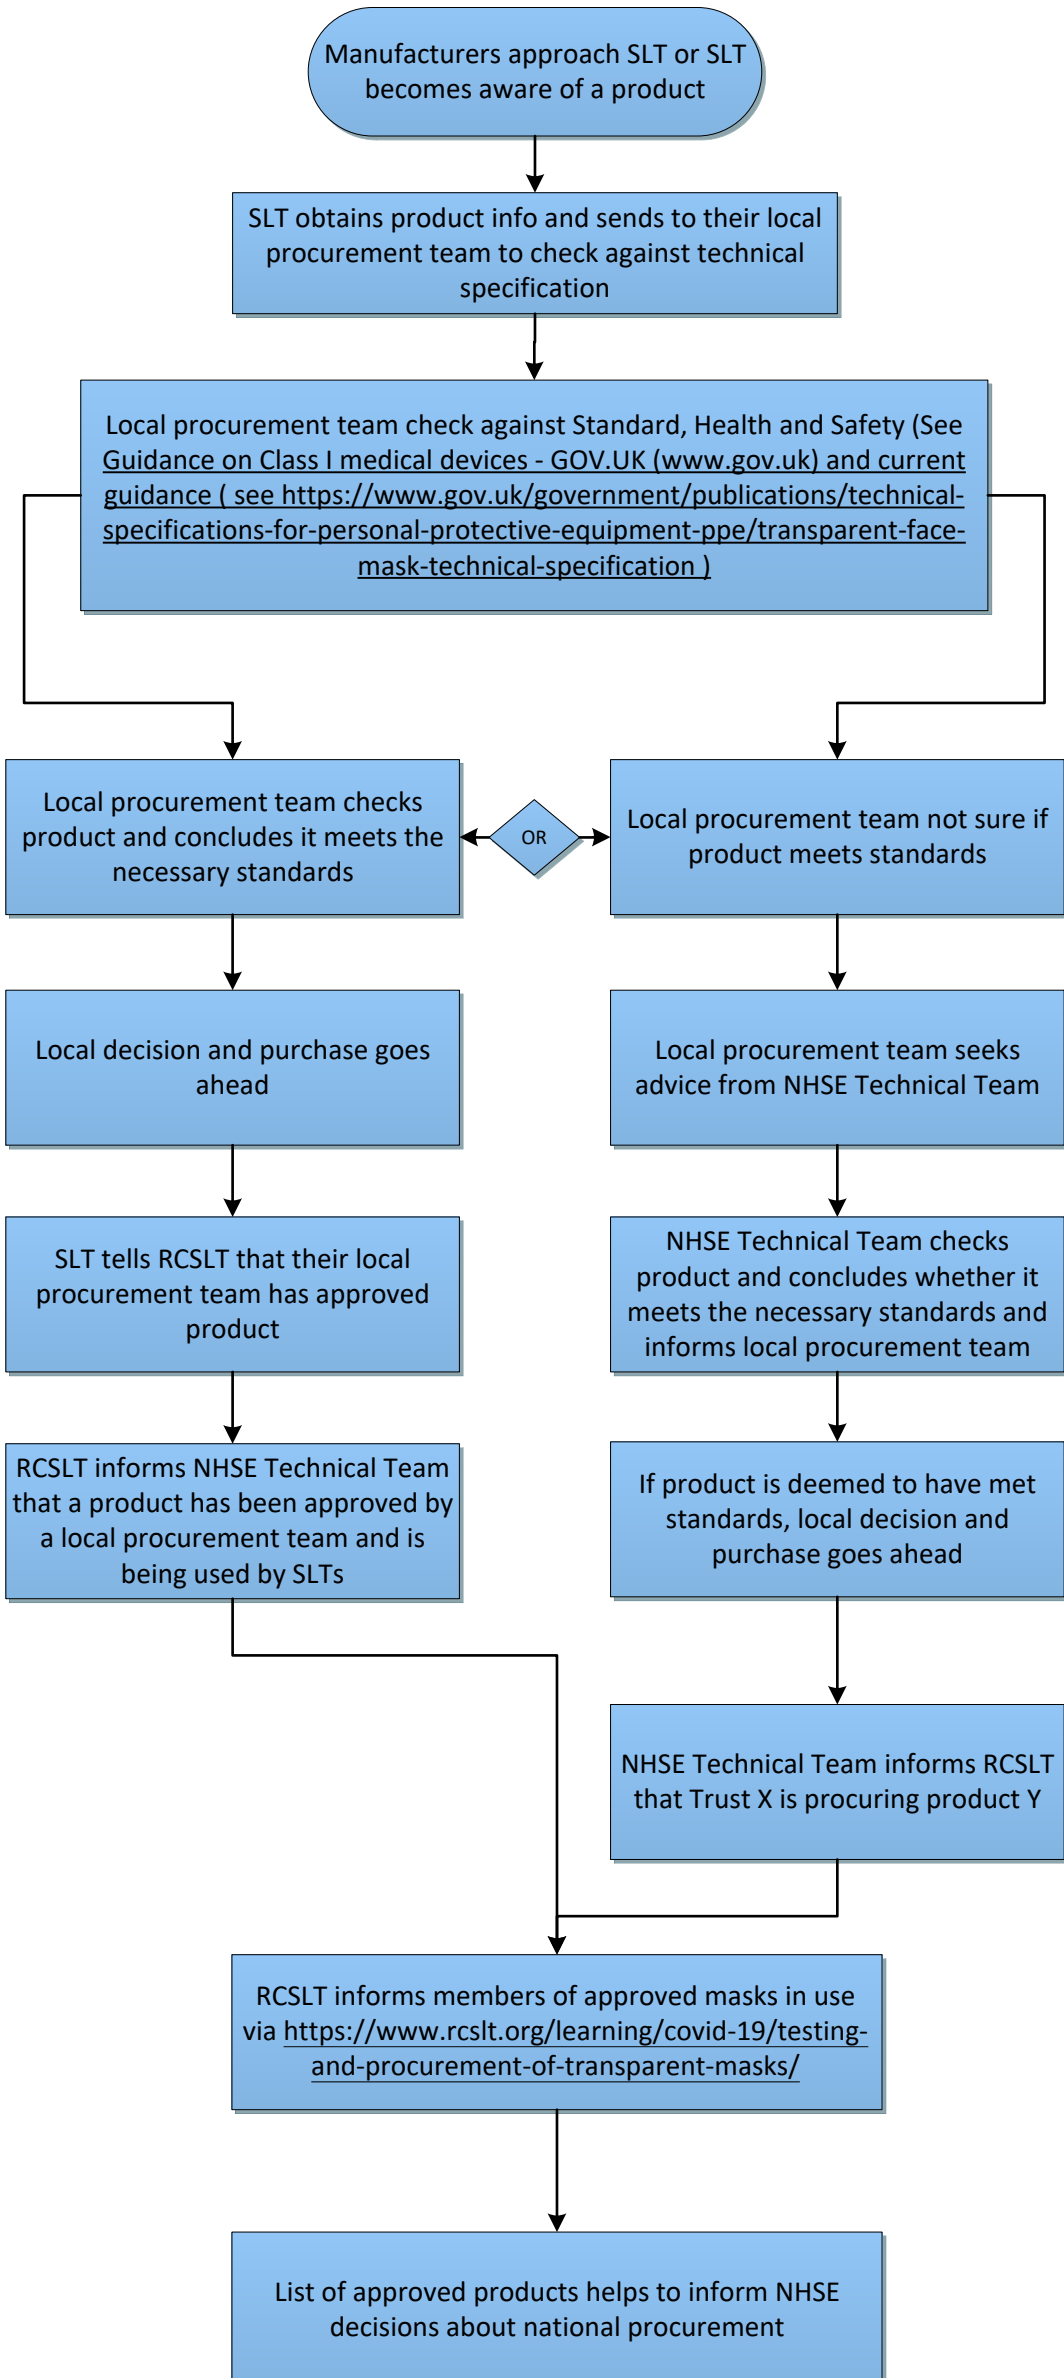 Manufacturers approach SLT or SLT
becomes aware of a product
SLT obtains product info and sends to their local
procurement team to check against technical
specification
Local procurement team check against Standard, Health and Safety (See
Guidance on Class I medical devices - GOV.UK (www.gov.uk) and current
guidance ( see https://www.gov.uk/government/publications/technical-
specifications-for-personal-protective-equipment-ppe/transparent-face-
mask-technical-specification )
Local procurement team checks
product and concludes it meets the
necessary standards
OR
Local procurement team not sure if
product meets standards
Local decision and purchase goes
ahead
Local procurement team seeks
advice from NHSE Technical Team
SLT tells RCSLT that their local
procurement team has approved
product
NHSE Technical Team checks
product and concludes whether it
meets the necessary standards and
informs local procurement team
RCSLT informs NHSE Technical Team
that a product has been approved by
a local procurement team and is
being used by SLTs
If product is deemed to have met
standards, local decision and
purchase goes ahead
NHSE Technical Team informs RCSLT
that Trust X is procuring product Y
RCSLT informs members of approved masks in use
via https://www.rcslt.org/learning/covid-19/testing-
and-procurement-of-transparent-masks/
List of approved products helps to inform NHSE
decisions about national procurement